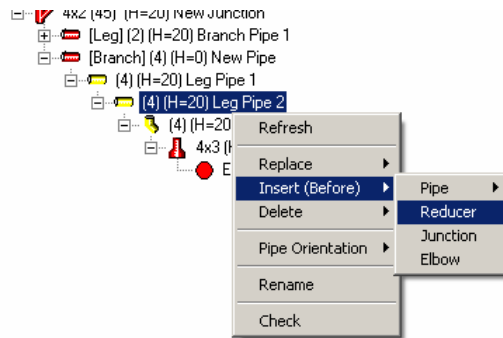 4x2 (45) (H=20) New Junction
[Leg] (2) (H=20) Branch Pipe 1
[Branch] (4) (H=0) New Pipe
(4) (H=20) Leg Pipe 1
(4) (H=20) Leg Pipe 2
(4) (H=20
4x3 (H
E
Refresh
Replace
Insert (Before)
Delete
Pipe Orientation
Rename
Check
Pipe
Reducer
Junction
Elbow